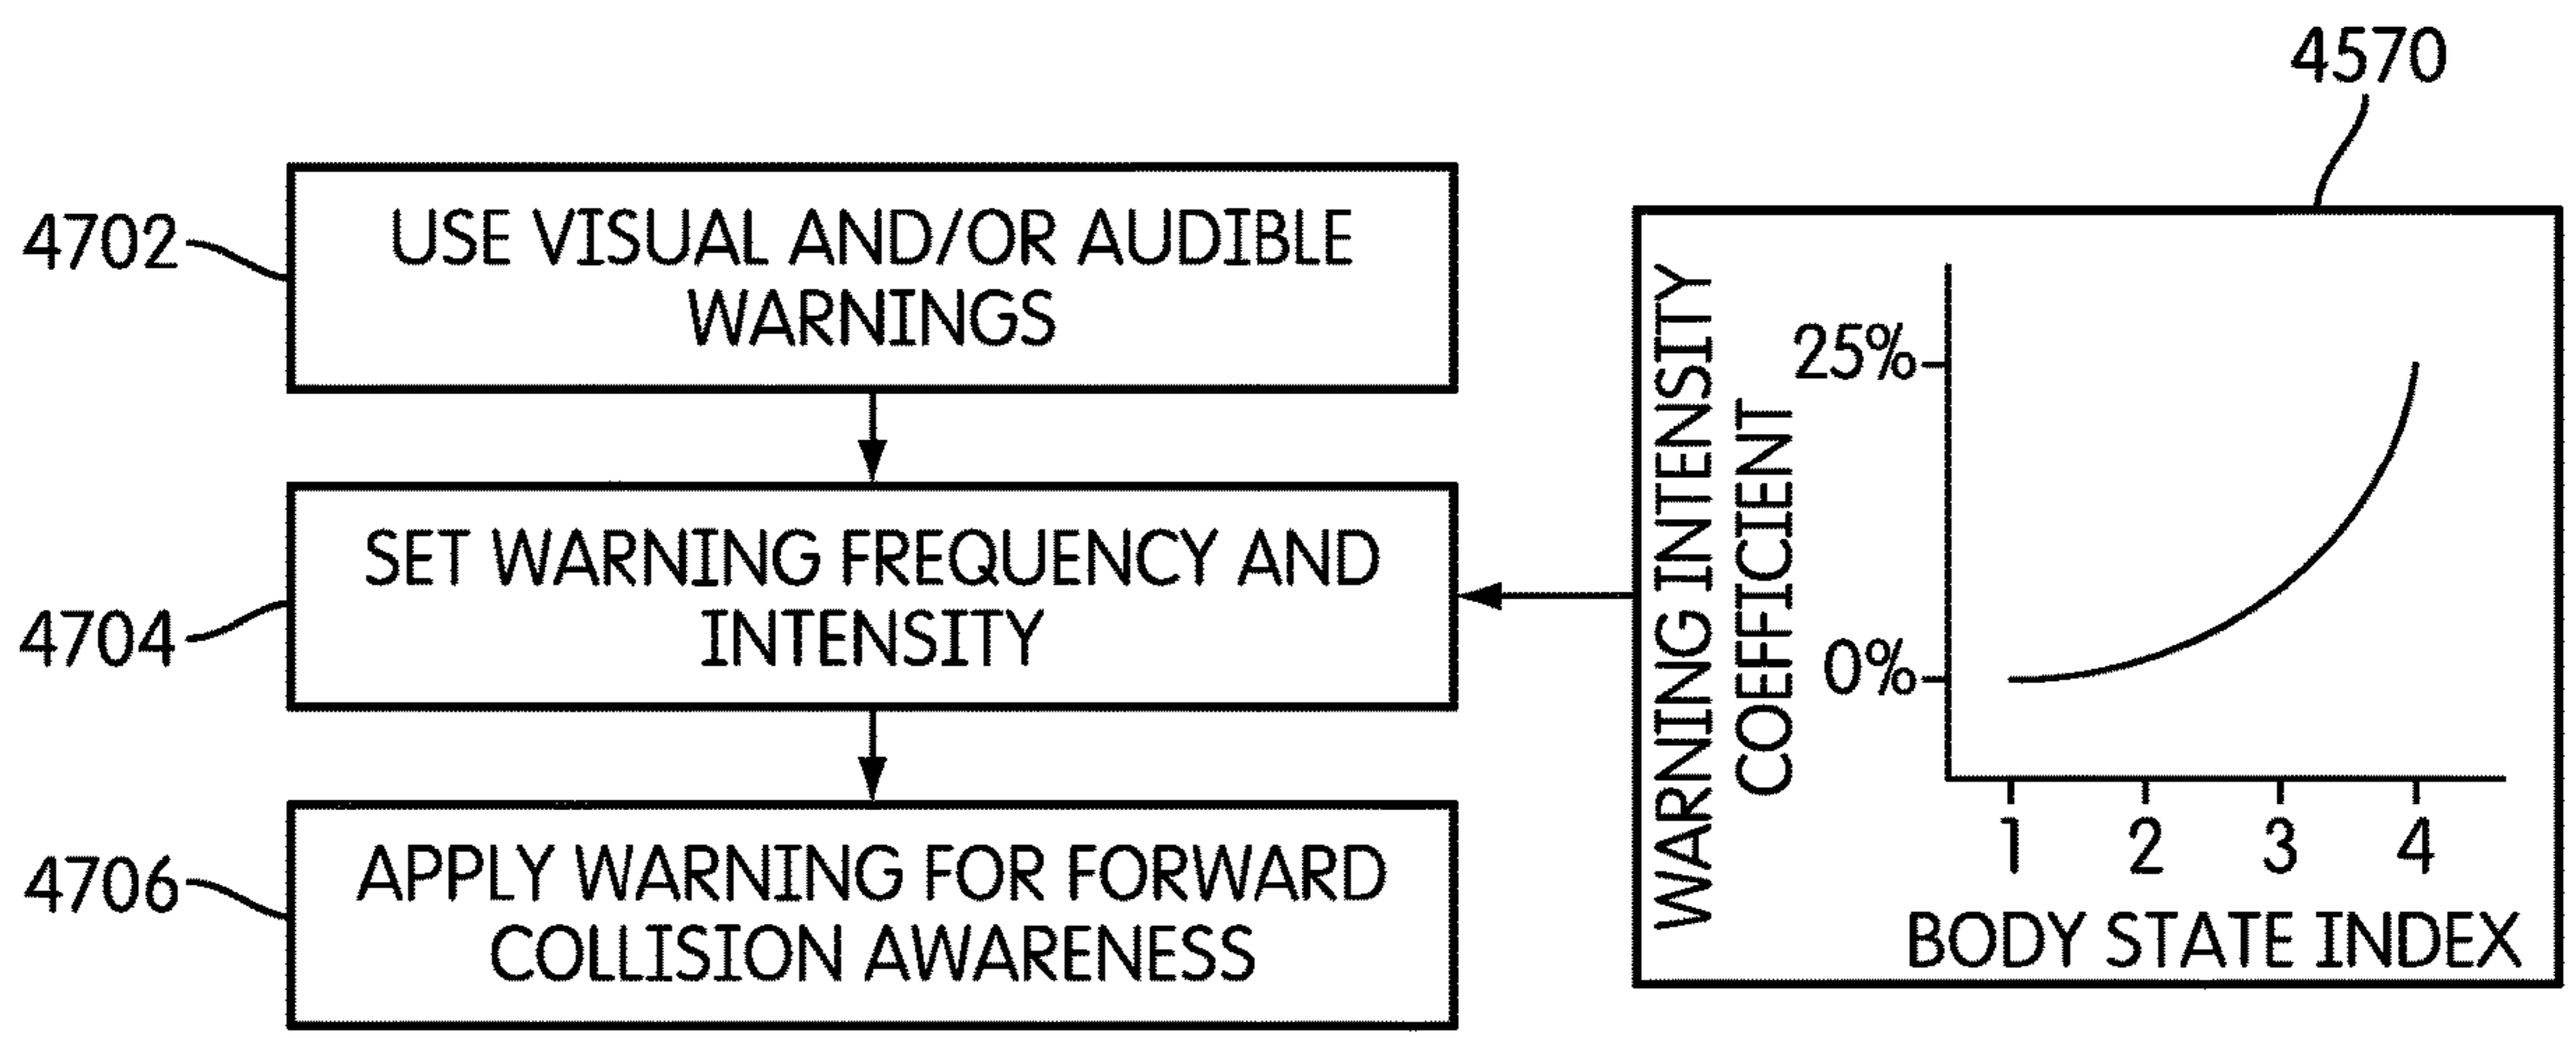 4702
USE VISUAL AND/OR AUDIBLE
WARNINGS
4704
SET WARNING FREQUENCY AND
INTENSITY
4706
APPLY WARNING FOR FORWARD
COLLISION AWARENESS
4570
WARNING INTENSITY
COEFFICIENT
25%
0%
1 2 3 4
BODY STATE INDEX